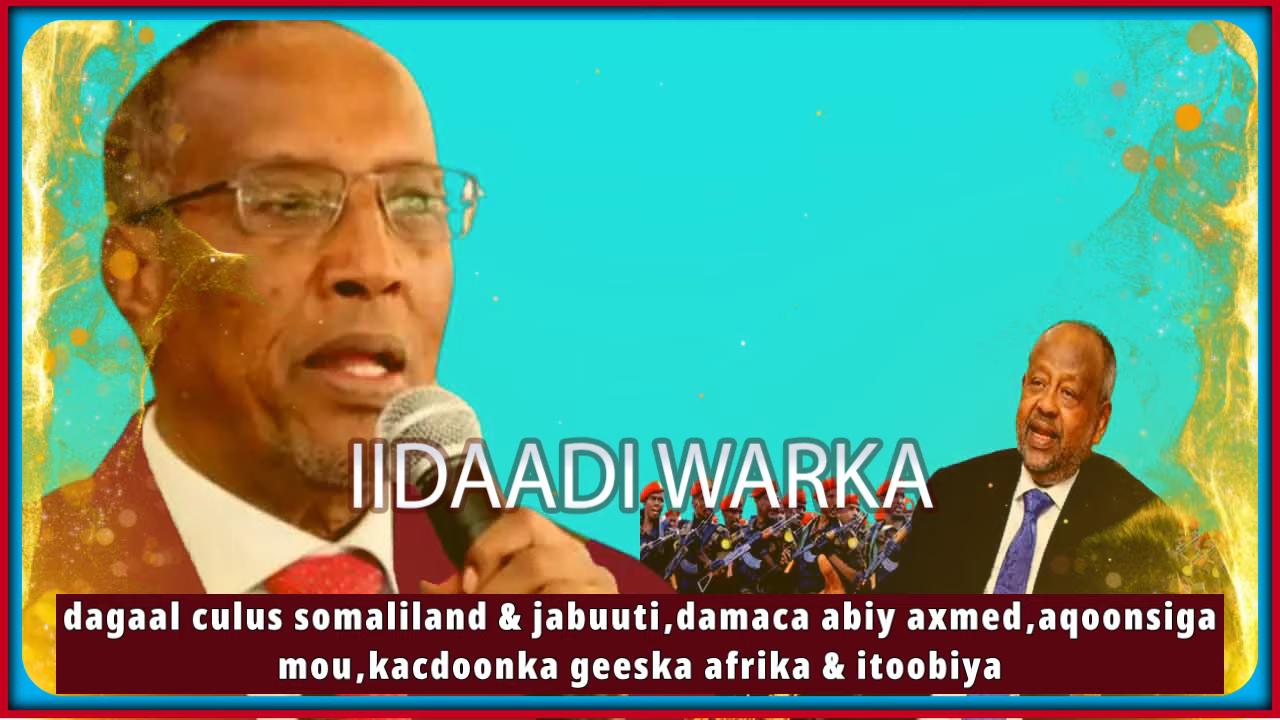 IIDAADI WARKA
dagaal culus somaliland & jabuuti,damaca abiy axmed,aqoonsiga
mou,kacdoonka geeska afrika & itoobiya